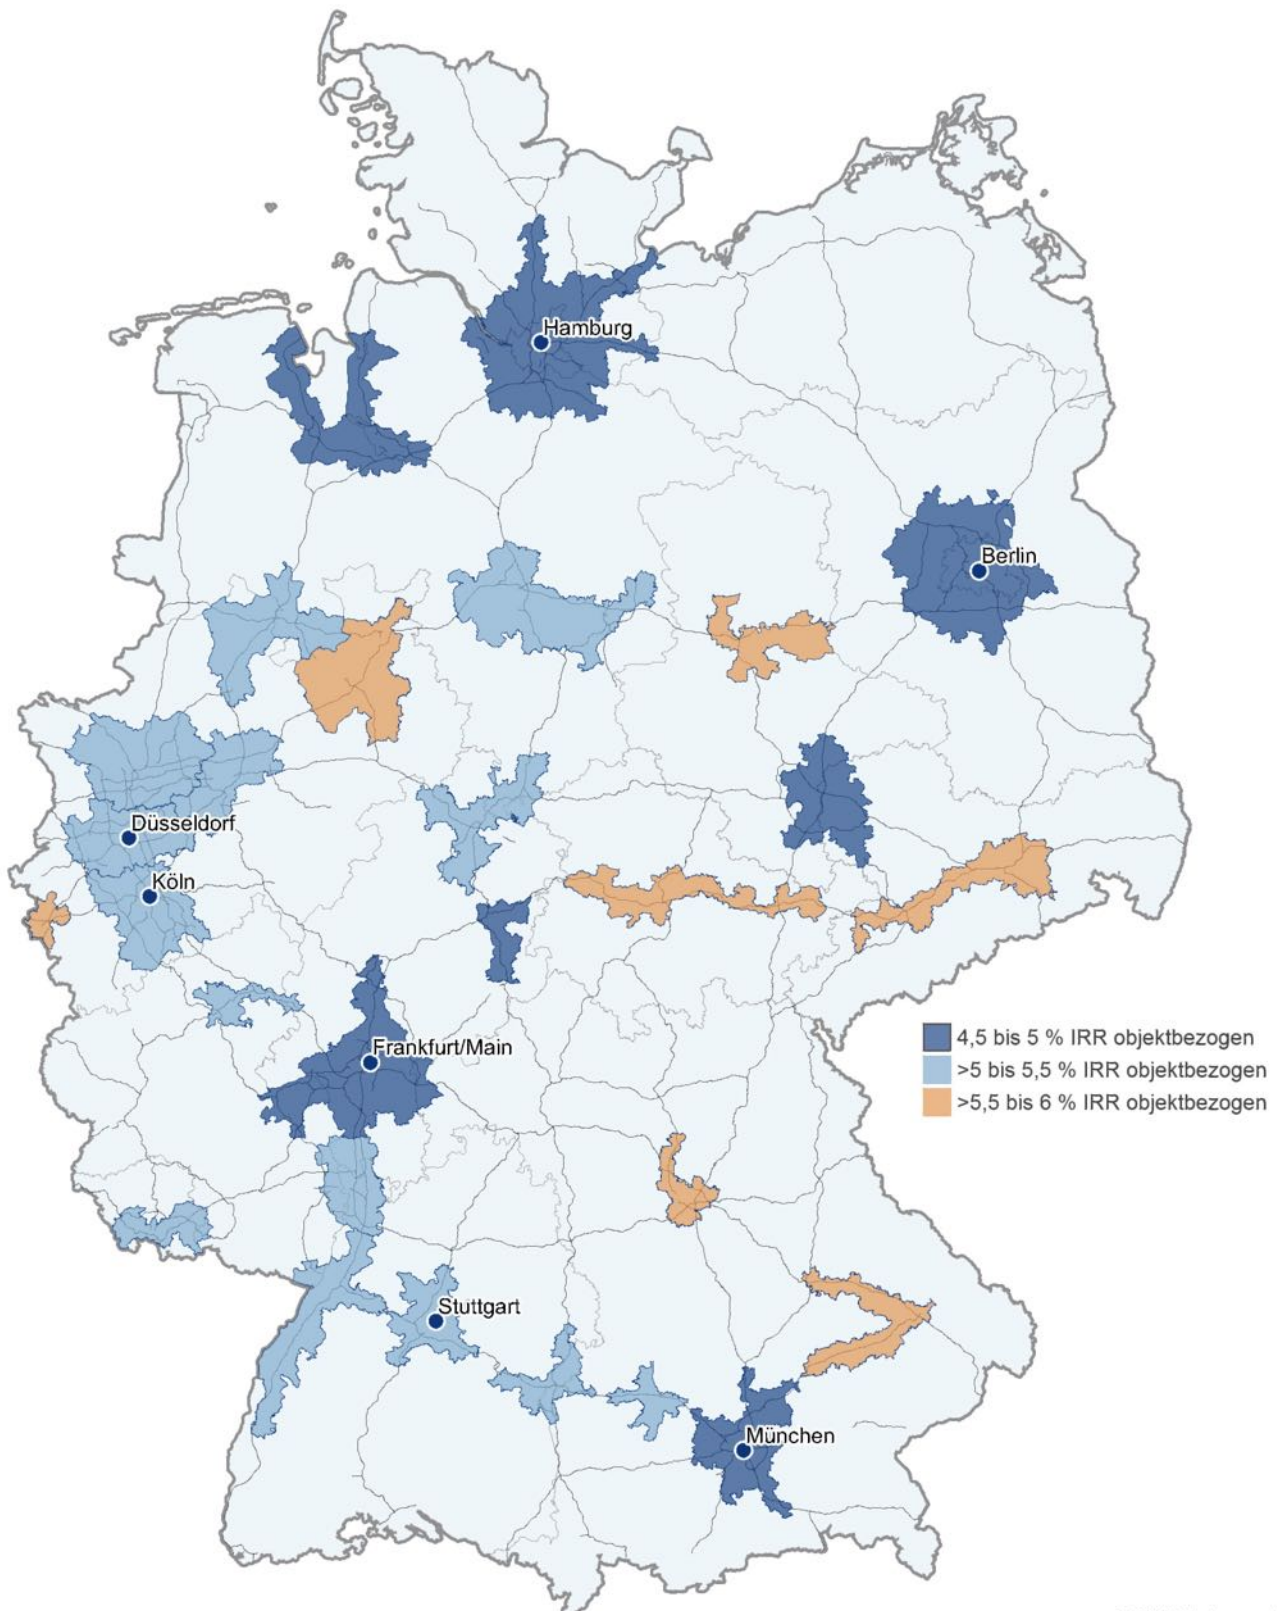 Hamburg
Berlin
Düsseldorf
Köln
Frankfurt/Main
4,5 bis 5 % IRR objektbezogen
>5 bis 5,5 % IRR objektbezogen
>5,5 bis 6 % IRR objektbezogen
Stuttgart
München